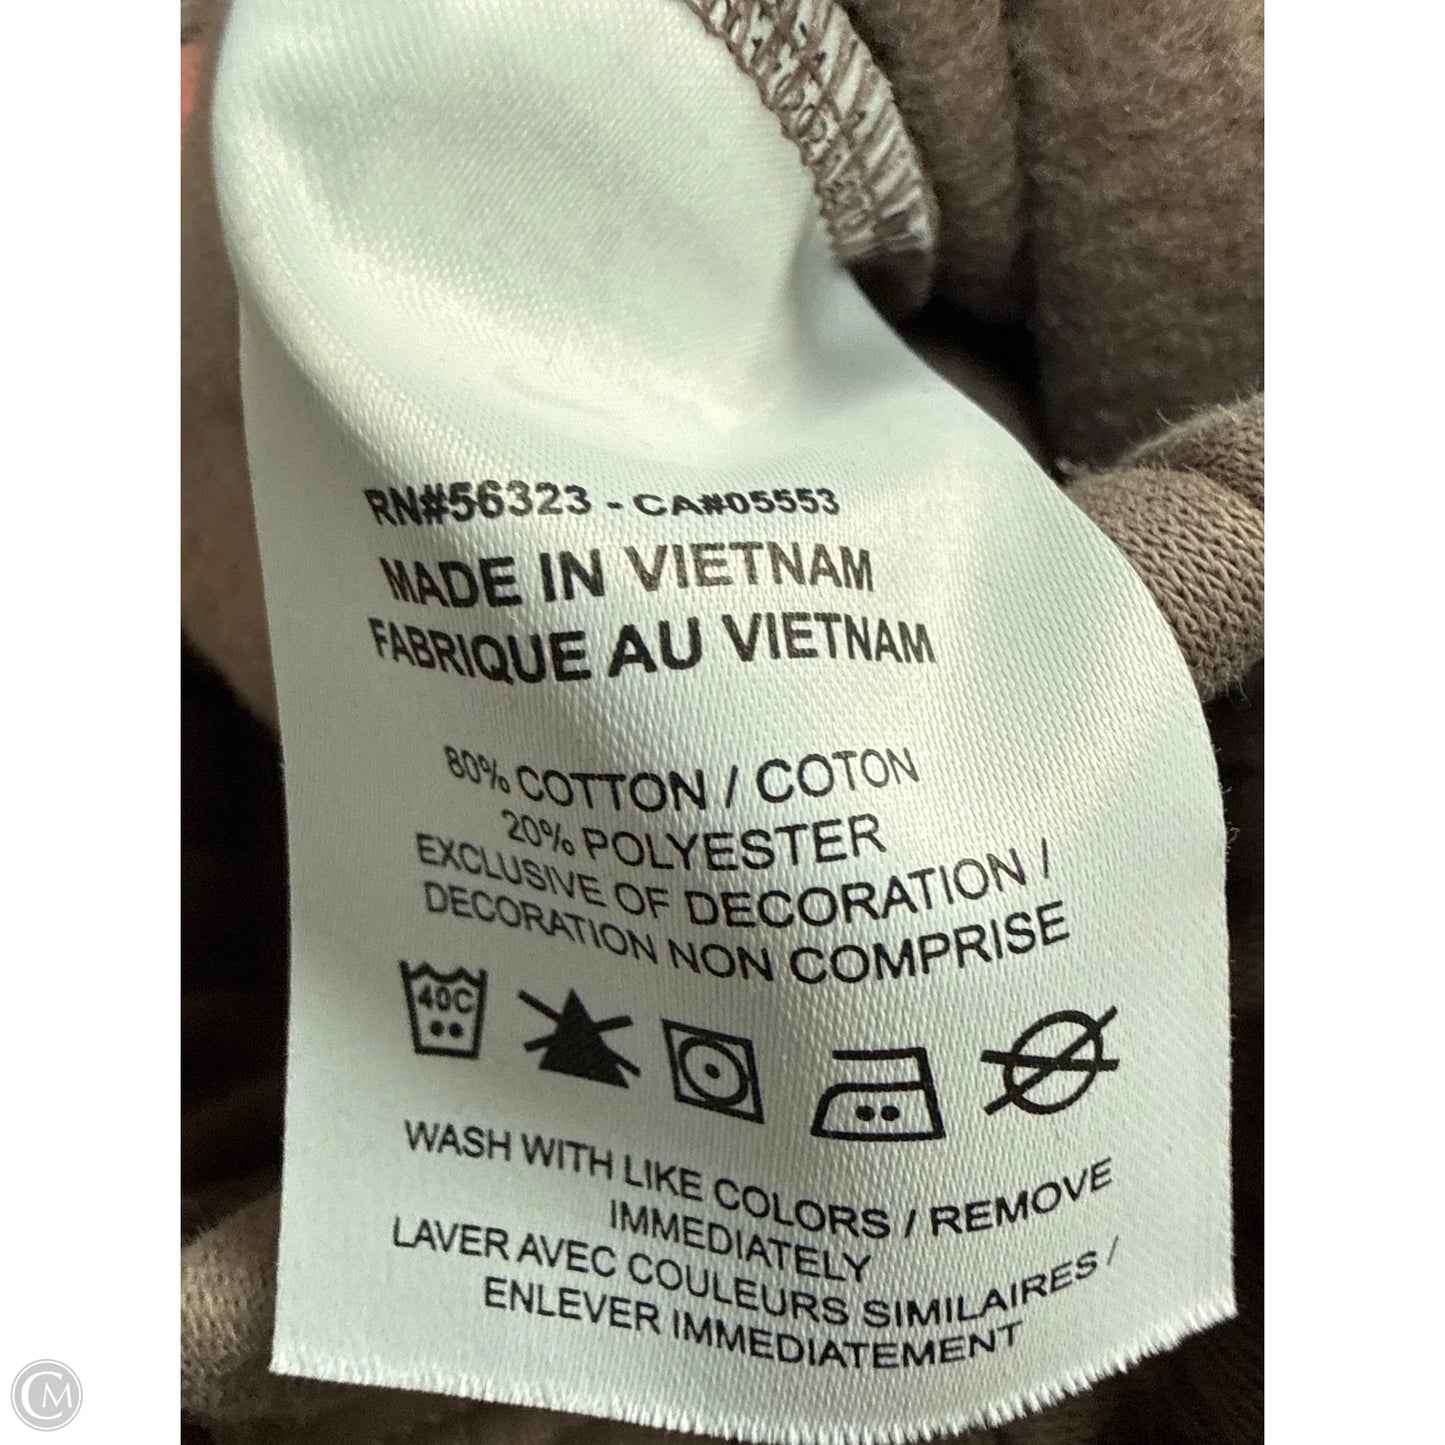 RN#56323 - CA#05553
MADE IN VIETNAM
FABRIQUE AU VIETNAM
80% COTTON / COTON
20% POLYESTER
EXCLUSIVE OF DECORATION /
DECORATION NON COMPRISE
40C
WASH WITH LIKE COLORS / REMOVE
IMMEDIATELY
LAVER AVEC COULEURS SIMILAIRES /
ENLEVER IMMEDIATEMENT
CM